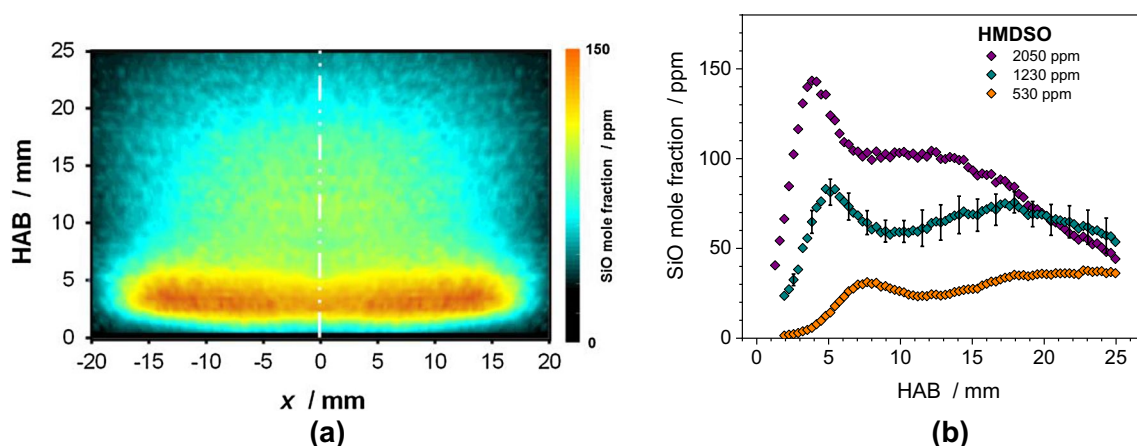 25
20
15
10
5
0
HAB / mm
-20 -15 -10 -5 0 5 10 15 20
x / mm
150
0
SiO mole fraction / ppm
(a)
150
100
50
0
SiO mole fraction / ppm
HMDSO
2050 ppm
1230 ppm
530 ppm
0 5 10 15 20 25
HAB / mm
(b)